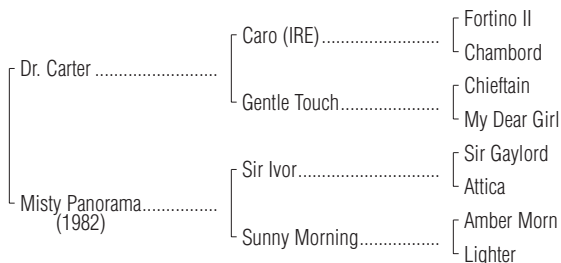 Fortino II
Caro (IRE)........................
Chambord
Dr. Carter ..........................
Chieftain
Gentle Touch.....................
My Dear Girl
Sir Gaylord
Sir Ivor..............................
Attica
Misty Panorama................
(1982)
Amber Morn
Sunny Morning.................
Lighter